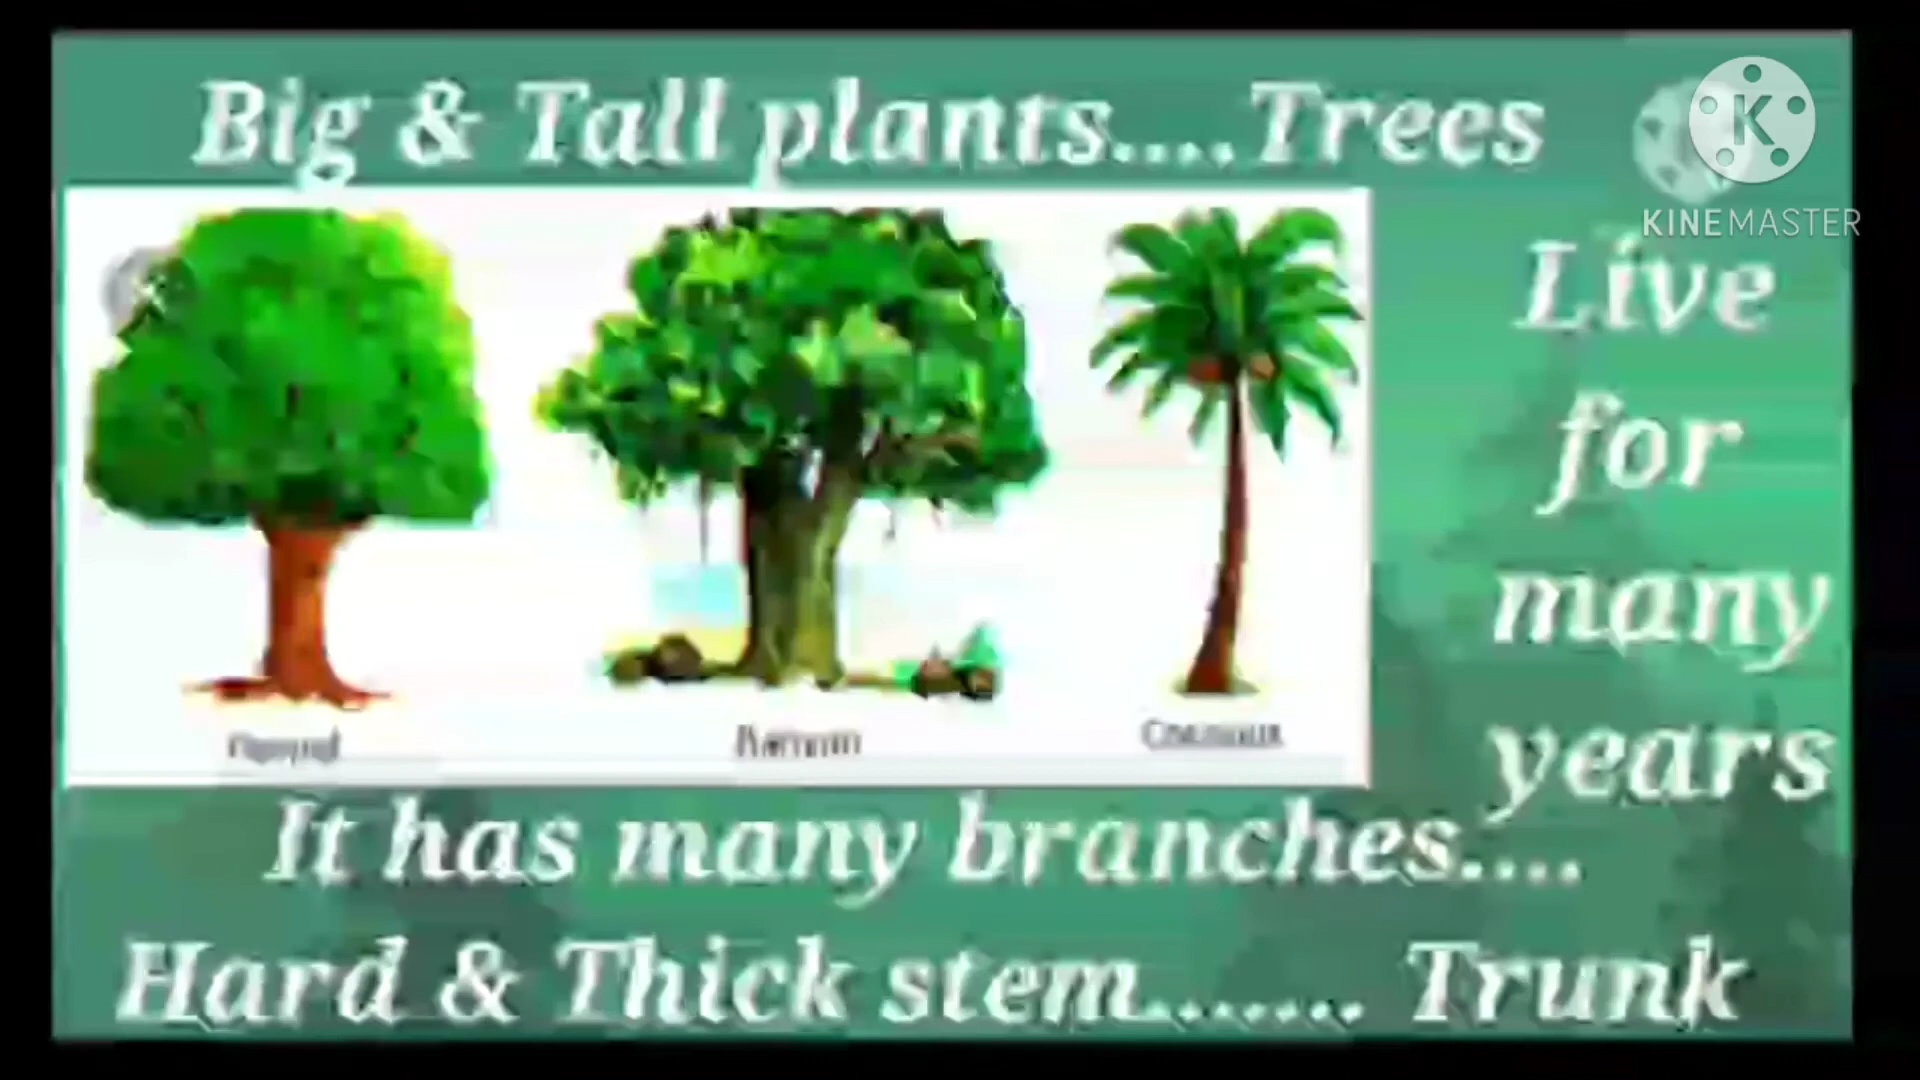 Big & Tall plants....Trees
K
KINEMASTER
Live
for
many
years
It has many branches....
Hard & Thick stem....... Trunk